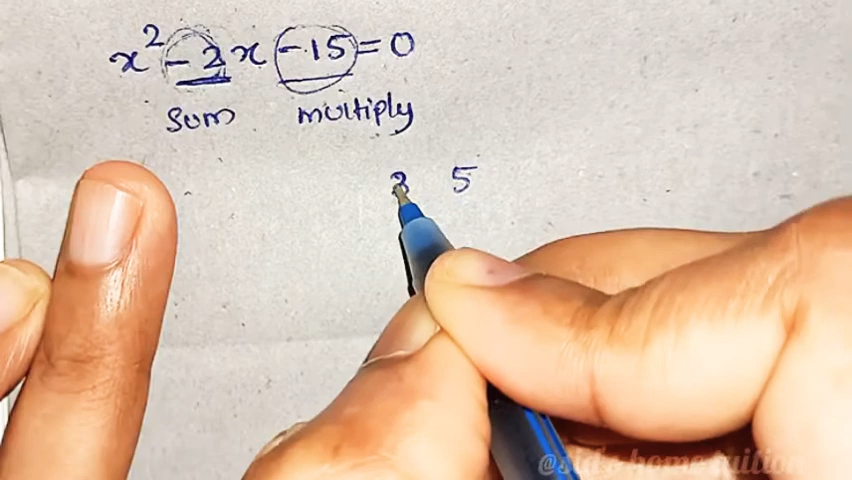 x² - 2x - 15 = 0
sum multiply
3 5